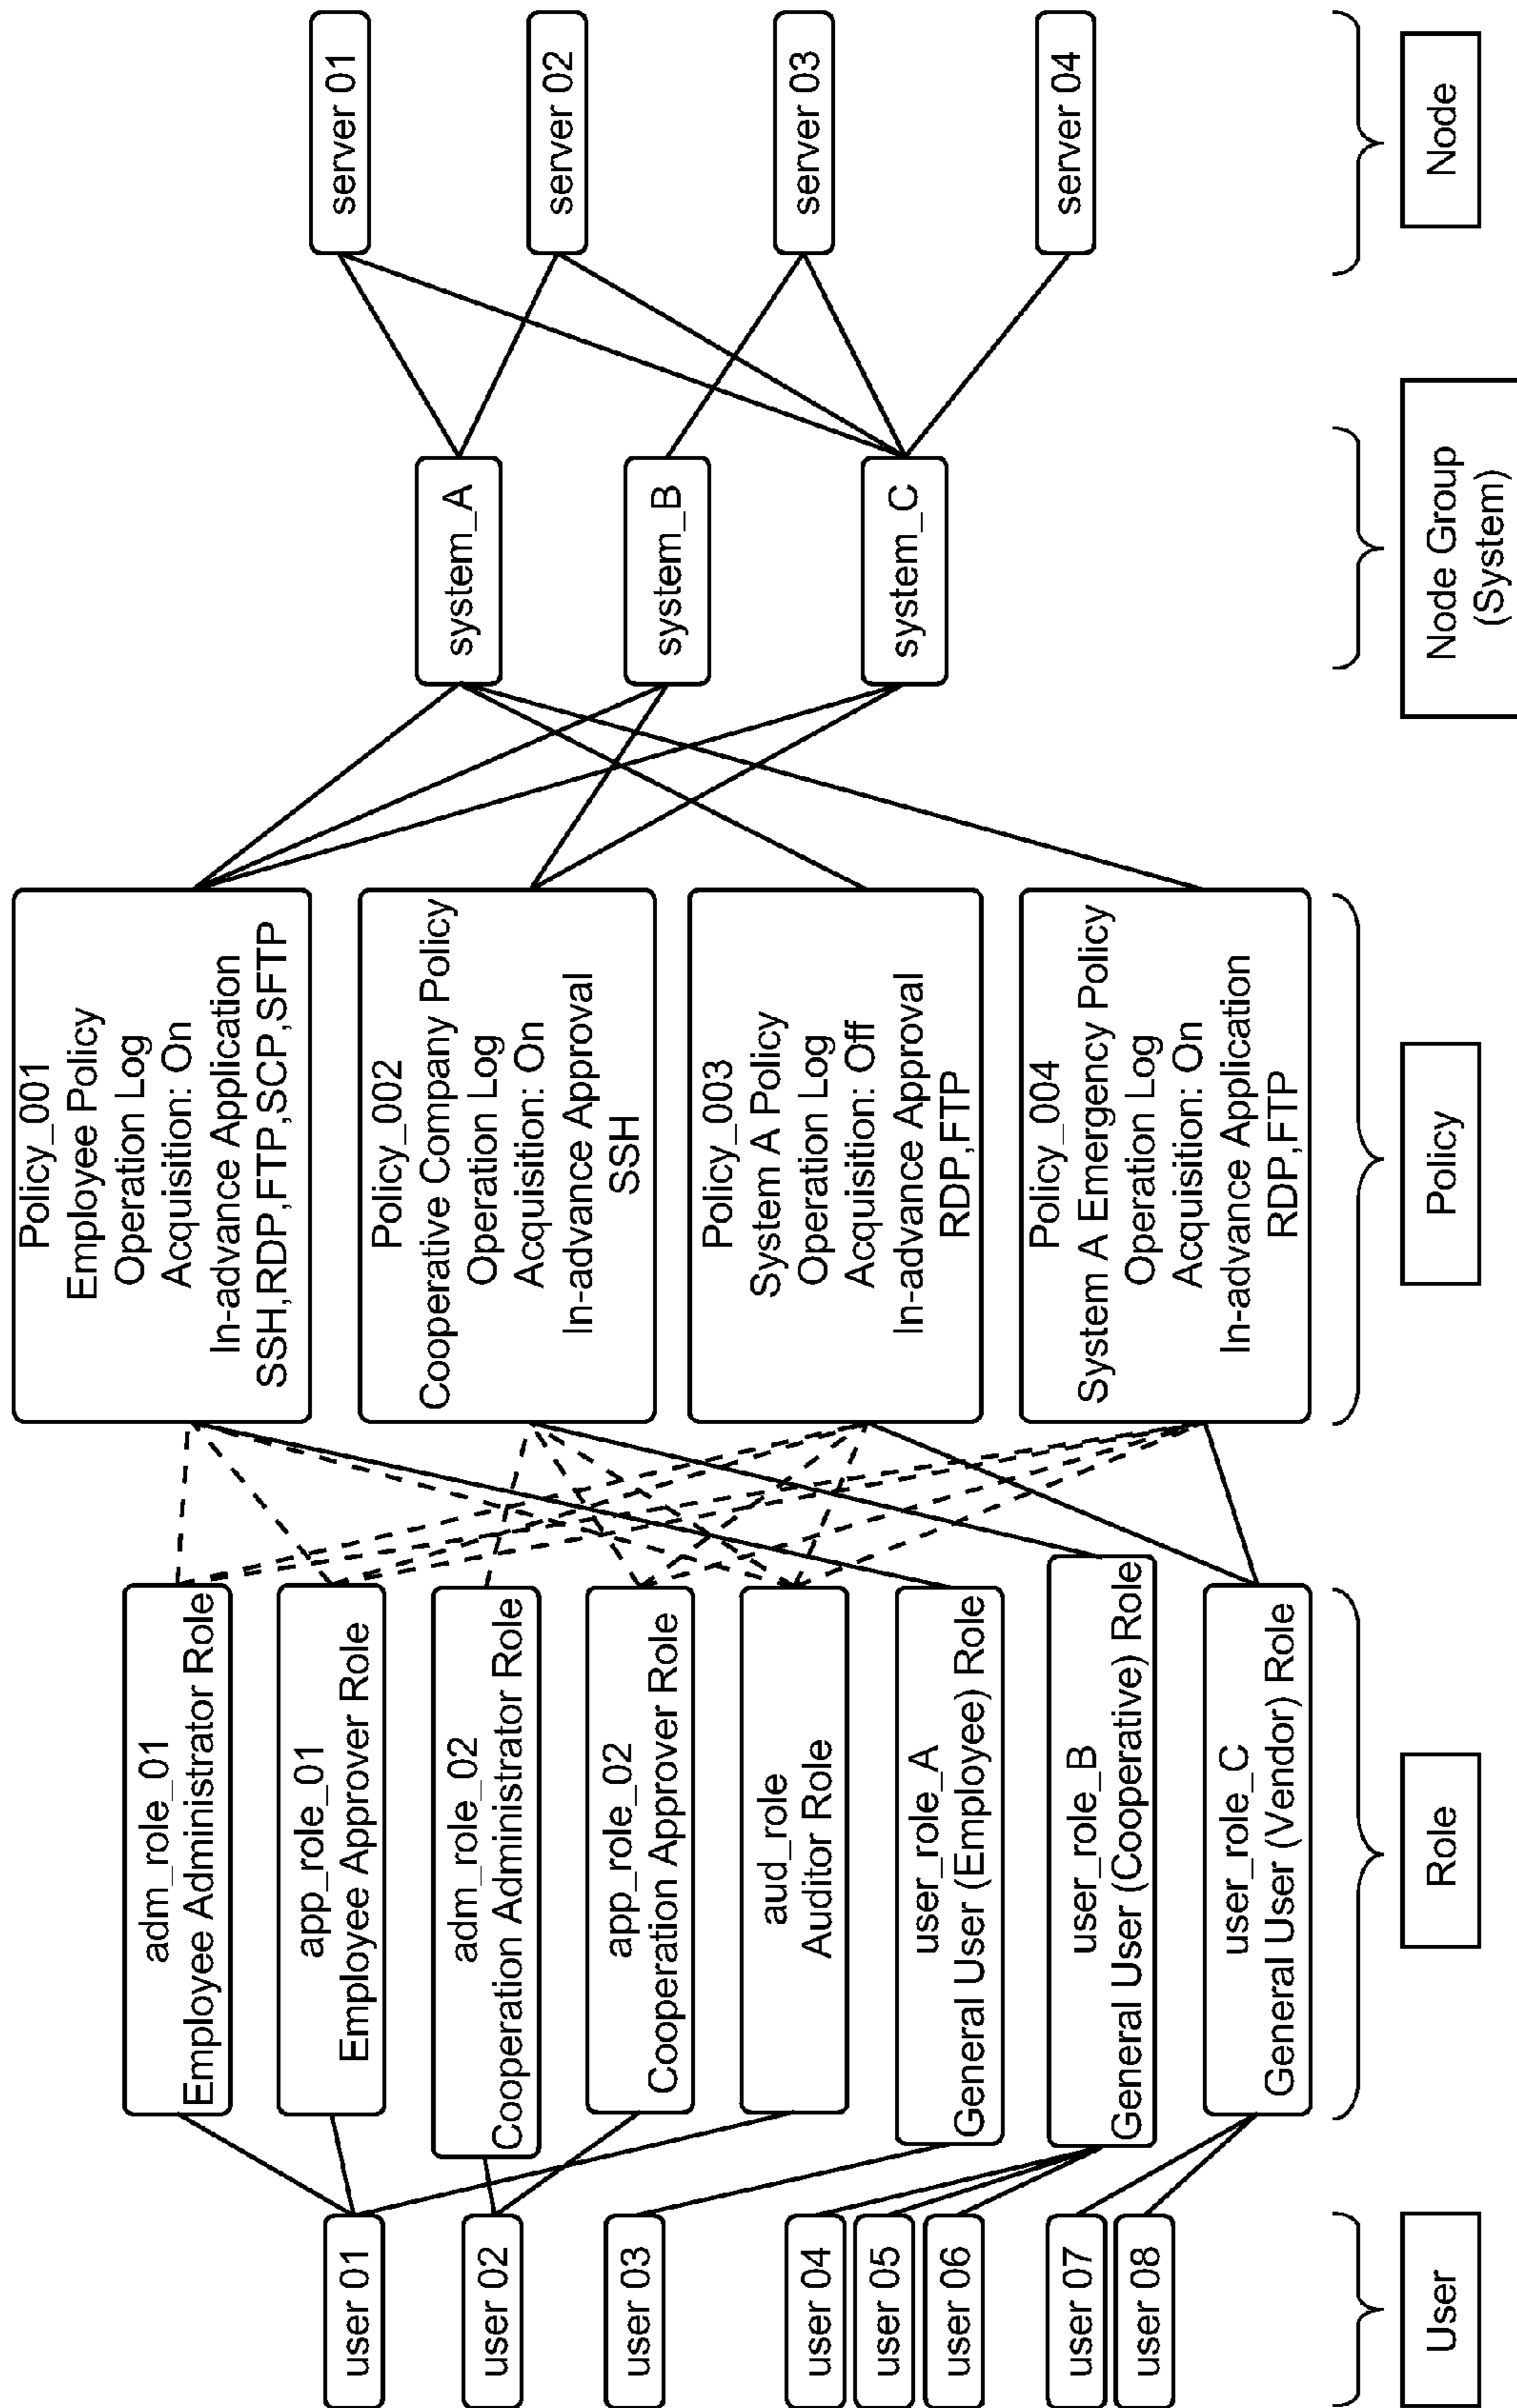 user 01
user 02
user 03
user 04
user 05
user 06
user 07
user 08
User
adm_role_01
Employee Administrator Role
app_role_01
Employee Approver Role
adm_role_02
Cooperation Administrator Role
app_role_02
Cooperation Approver Role
aud_role
Auditor Role
user_role_A
General User (Employee) Role
user_role_B
General User (Cooperative) Role
user_role_C
General User (Vendor) Role
Role
Policy_001
Employee Policy
Operation Log
Acquisition: On
In-advance Application
SSH,RDP,FTP,SCP,SFTP
Policy_002
Cooperative Company Policy
Operation Log
Acquisition: On
In-advance Approval
SSH
Policy_003
System A Policy
Operation Log
Acquisition: Off
In-advance Approval
RDP,FTP
Policy_004
System A Emergency Policy
Operation Log
Acquisition: On
In-advance Application
RDP,FTP
Policy
system_A
system_B
system_C
Node Group
(System)
server 01
server 02
server 03
server 04
Node